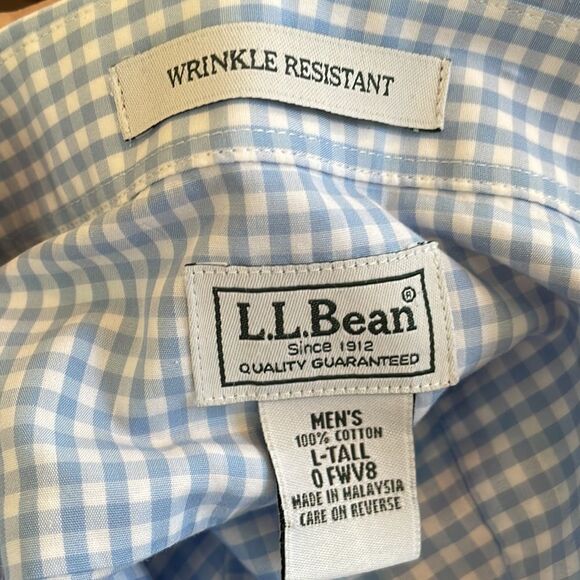 WRINKLE RESISTANT
L.L.Bean®
Since 1912
QUALITY GUARANTEED
MEN'S
100% COTTON
L-TALL
0FWV8
MADE IN MALAYSIA
CARE ON REVERSE